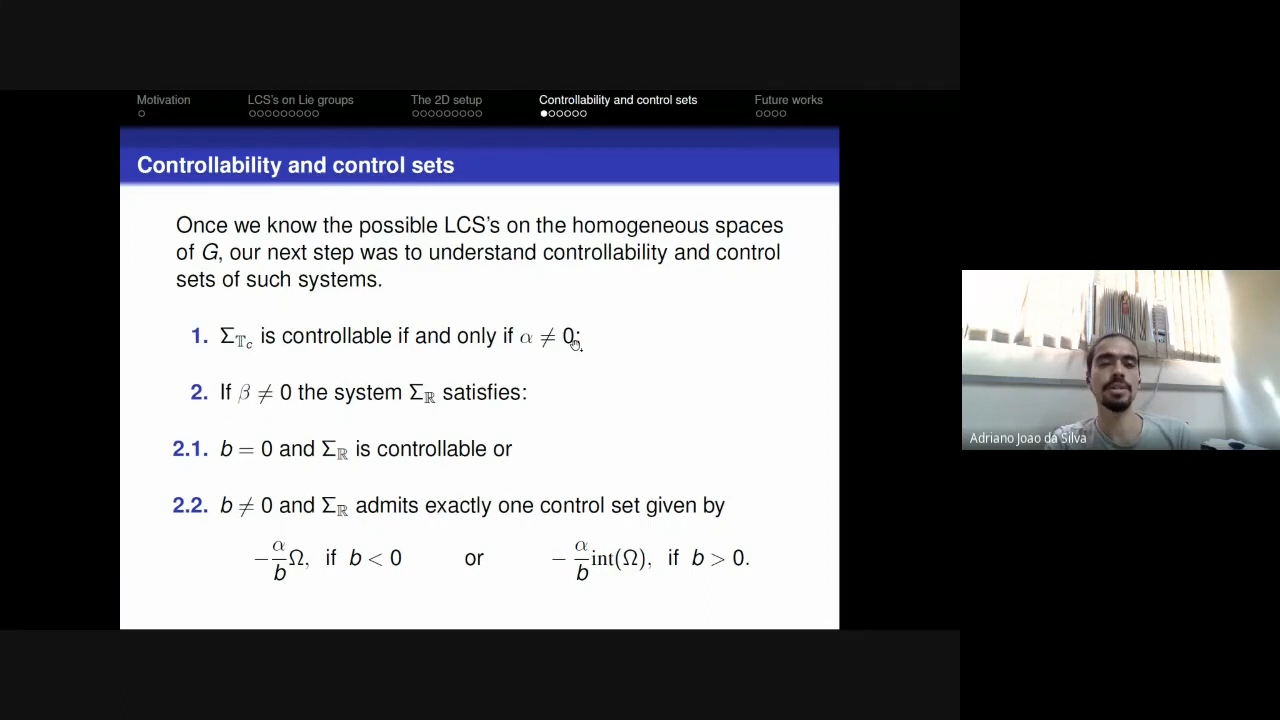 Motivation LCS's on Lie groups The 2D setup Controllability and control sets Future works
Controllability and control sets
Once we know the possible LCS's on the homogeneous spaces
of G, our next step was to understand controllability and control
sets of such systems.
1. Σ_{𝕋_c} is controllable if and only if α ≠ 0;
2. If β ≠ 0 the system Σ_ℝ satisfies:
2.1. b = 0 and Σ_ℝ is controllable or
2.2. b ≠ 0 and Σ_ℝ admits exactly one control set given by
−α/b Ω, if b < 0 or −α/b int(Ω), if b > 0.
Adriano Joao da Silva